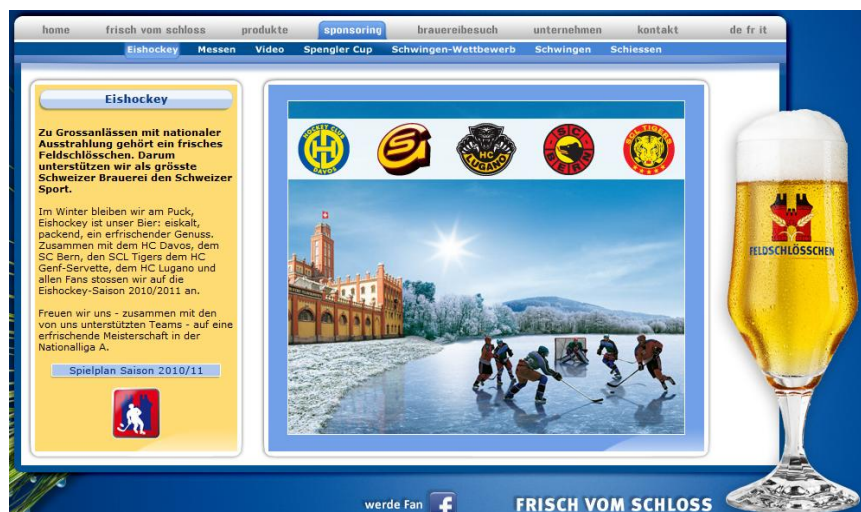 home frisch vom schloss produkte sponsoring brauereibesuch unternehmen kontakt de fr it
Eishockey Messen Video Spengler Cup Schwingen-Wettbewerb Schwingen Schiessen
Eishockey
Zu Grossanlässen mit nationaler
Ausstrahlung gehört ein frisches
Feldschlösschen. Darum
unterstützen wir als grösste
Schweizer Brauerei den Schweizer
Sport.
Im Winter bleiben wir am Puck,
Eishockey ist unser Bier: eiskalt,
packend, ein erfrischender Genuss.
Zusammen mit dem HC Davos, dem
SC Bern, den SCL Tigers dem HC
Genf-Servette, dem HC Lugano und
allen Fans stossen wir auf die
Eishockey-Saison 2010/2011 an.
Freuen wir uns - zusammen mit den
von uns unterstützten Teams - auf eine
erfrischende Meisterschaft in der
Nationalliga A.
Spielplan Saison 2010/11
HOCKEY CLUB
HCD
DAVOS
GS
HC
LUGANO
SC
BERN
SCL TIGERS
FELDSCHLÖSSCHEN
werde Fan f
FRISCH VOM SCHLOSS